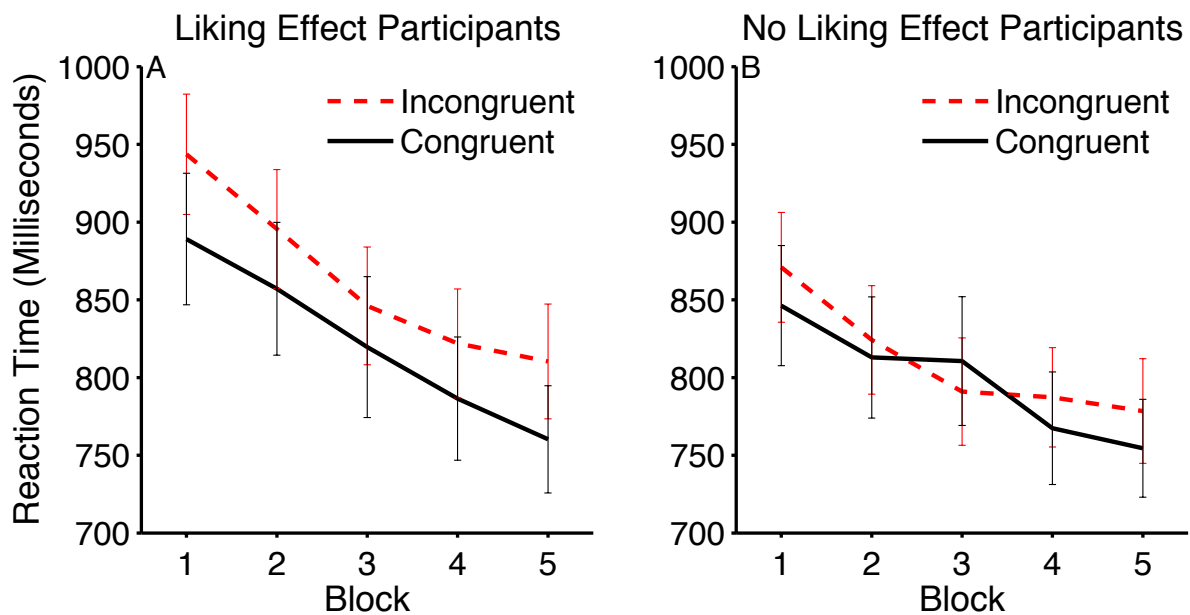 Liking Effect Participants
A
Incongruent
Congruent
1000
950
900
850
800
750
700
Reaction Time (Milliseconds)
1 2 3 4 5
Block
No Liking Effect Participants
B
Incongruent
Congruent
1000
950
900
850
800
750
700
1 2 3 4 5
Block